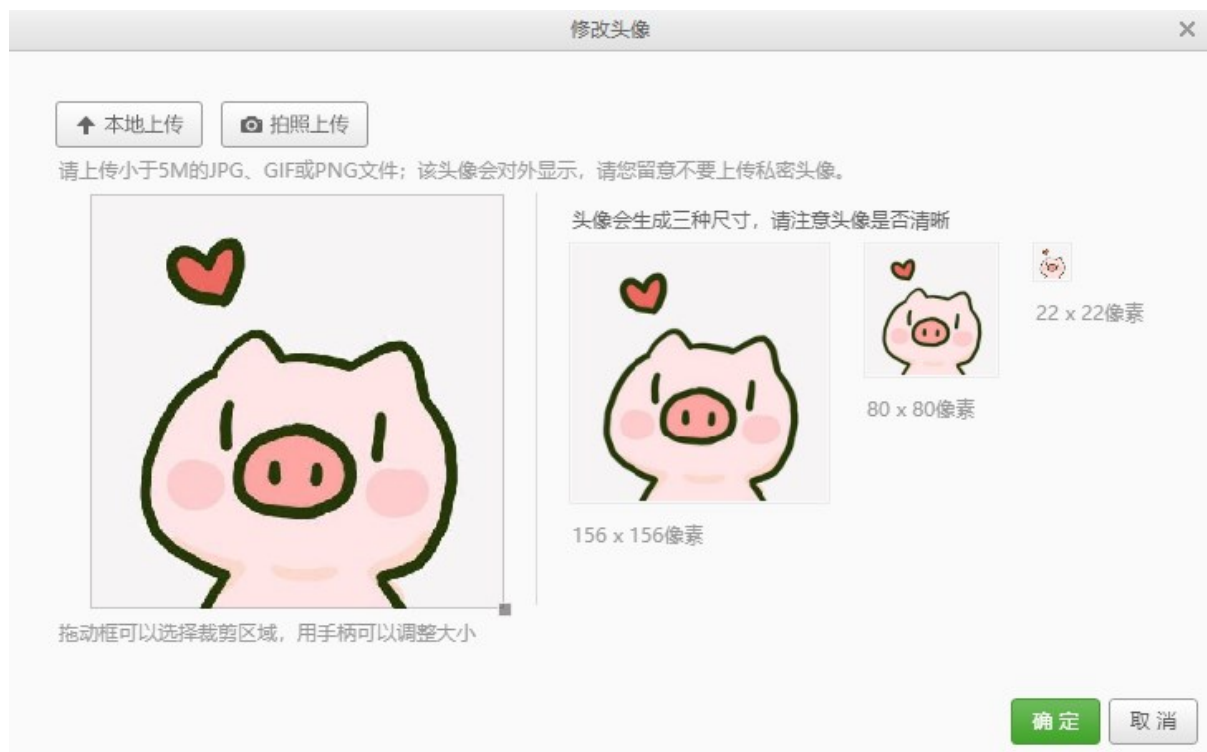 修改头像
本地上传
拍照上传
请上传小于5M的JPG、GIF或PNG文件；该头像会对外显示，请您留意不要上传私密头像。
头像会生成三种尺寸，请注意头像是否清晰
22 x 22像素
80 x 80像素
156 x 156像素
拖动框可以选择裁剪区域，用手柄可以调整大小
确定
取消